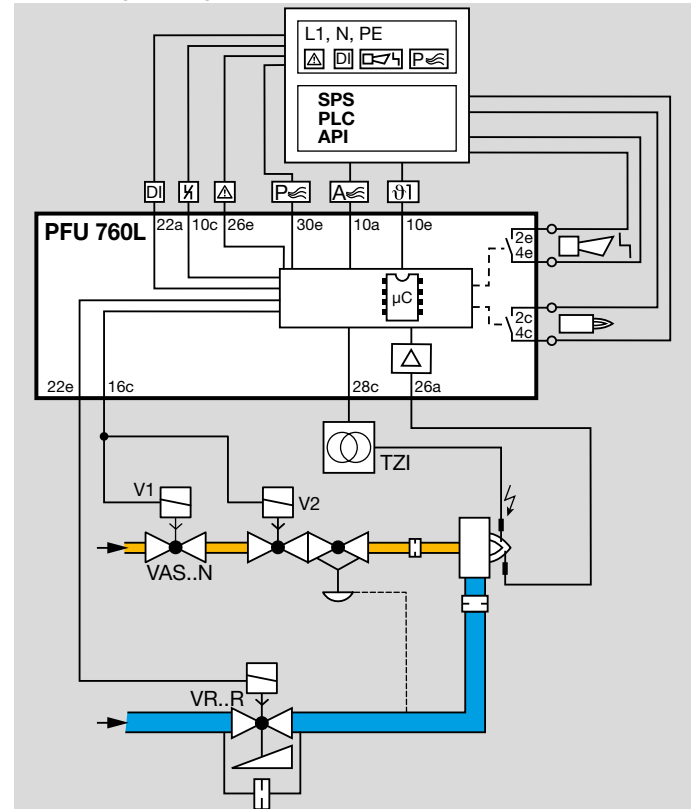 L1, N, PE
DI
P
SPS
PLC
API
DI
P
A
ϑ1
PFU 760L
22a
10c
26e
30e
10a
10e
2e
4e
µC
2c
4c
22e
16c
28c
26a
TZI
V1
V2
VAS..N
VR..R